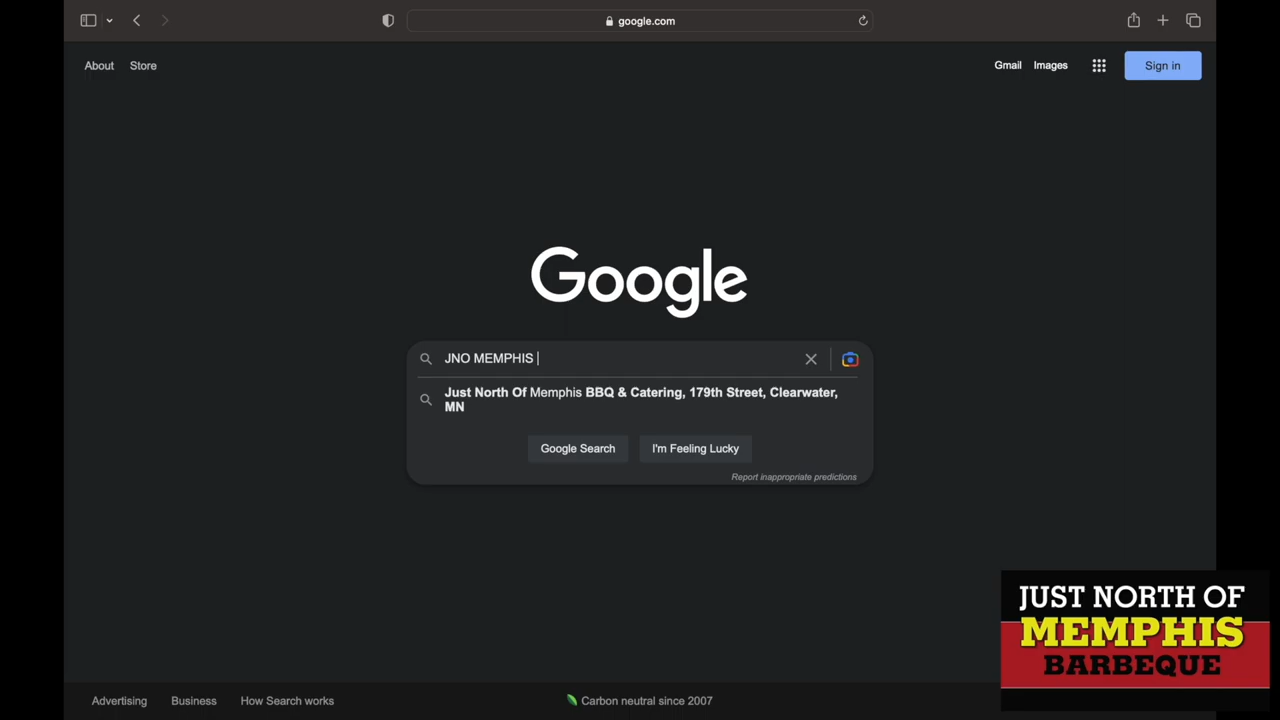 google.com
About
Store
Gmail
Images
Sign in
Google
JNO MEMPHIS
Just North Of Memphis BBQ & Catering, 179th Street, Clearwater,
MN
Google Search
I'm Feeling Lucky
Report inappropriate predictions
JUST NORTH OF
MEMPHIS
BARBEQUE
Advertising
Business
How Search works
Carbon neutral since 2007